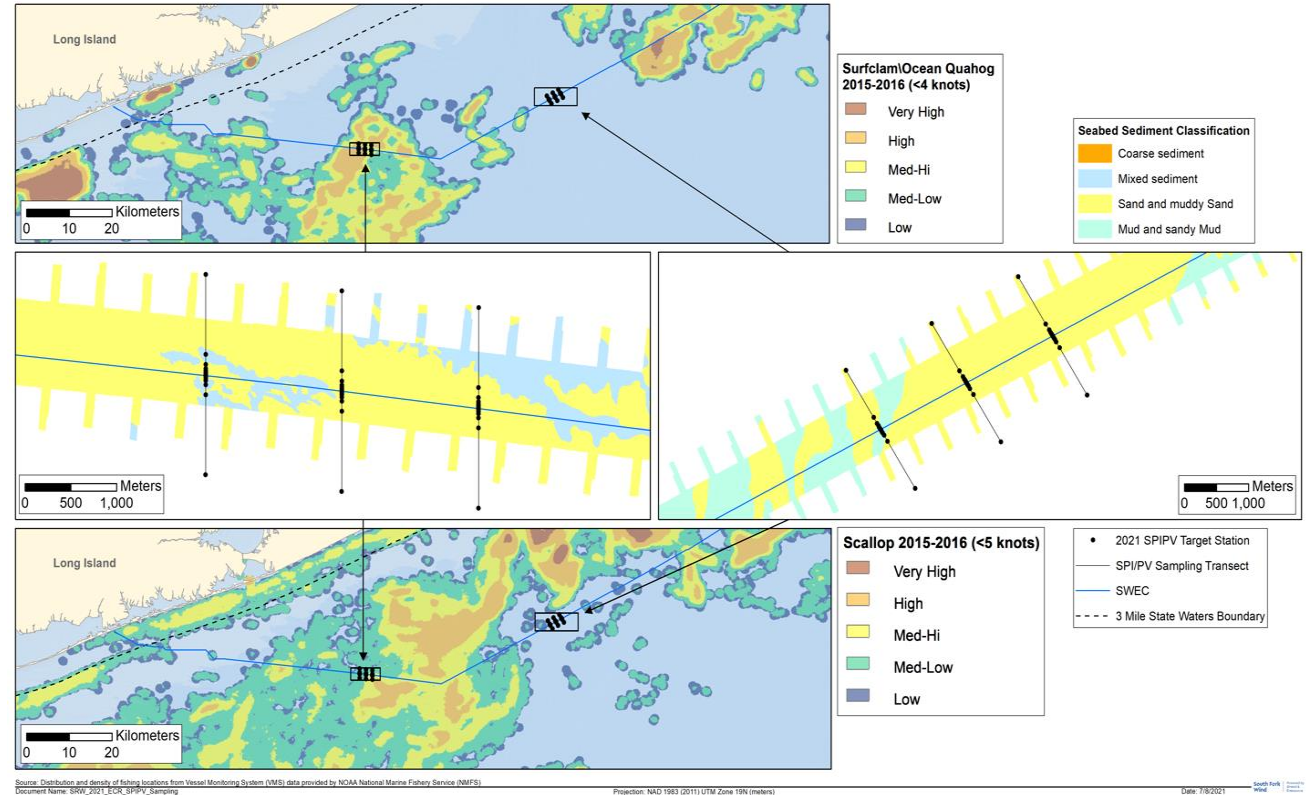 Long Island
Kilometers
0 10 20
Surfclam\Ocean Quahog
2015-2016 (<4 knots)
Very High
High
Med-Hi
Med-Low
Low
Seabed Sediment Classification
Coarse sediment
Mixed sediment
Sand and muddy Sand
Mud and sandy Mud
Meters
0 500 1,000
Meters
0 500 1,000
Long Island
Kilometers
0 10 20
Scallop 2015-2016 (<5 knots)
Very High
High
Med-Hi
Med-Low
Low
2021 SPIPV Target Station
SPI/PV Sampling Transect
SWEC
3 Mile State Waters Boundary
Source: Distribution and density of fishing locations from Vessel Monitoring System (VMS) data provided by NOAA National Marine Fishery Service (NMFS)
Document Name: SRW_2021_ECR_SPIPV_Sampling
Projection: NAD 1983 (2011) UTM Zone 19N (meters)
Date: 7/8/2021
South Fork
Wind